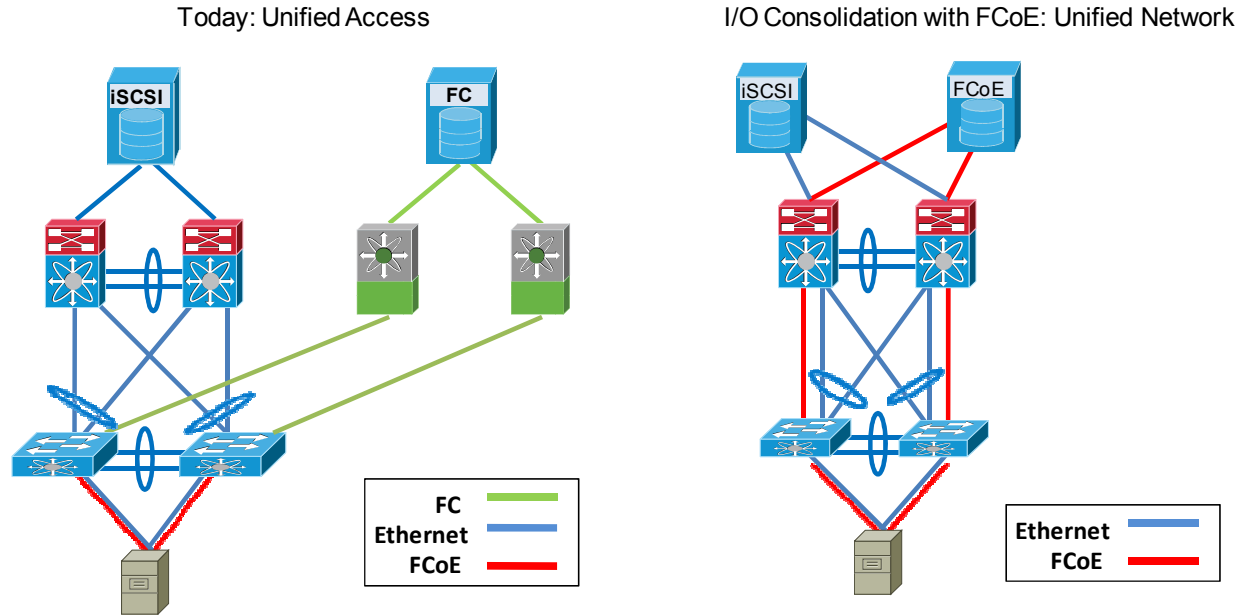 Today: Unified Access
I/O Consolidation with FCoE: Unified Network
iSCSI
FC
iSCSI
FCoE
FC
Ethernet
FCoE
Ethernet
FCoE